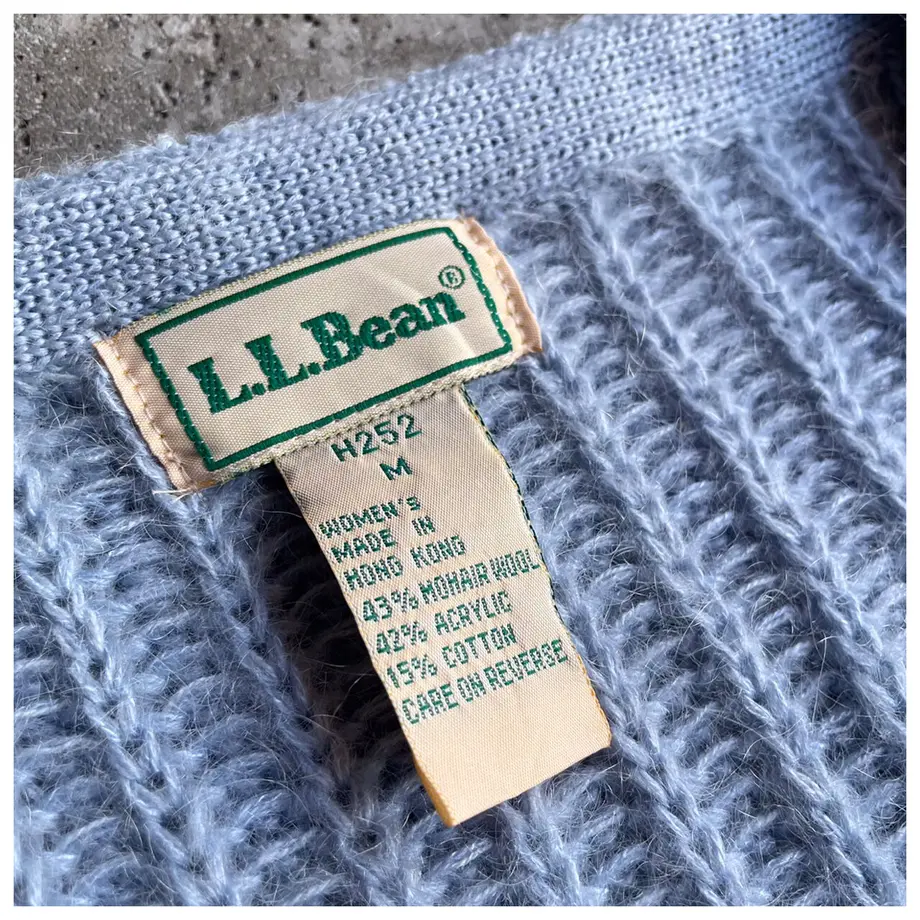 L.L.Bean®
H252
M
WOMEN'S
MADE IN
HONG KONG
43% MOHAIR WOOL
42% ACRYLIC
15% COTTON
CARE ON REVERSE